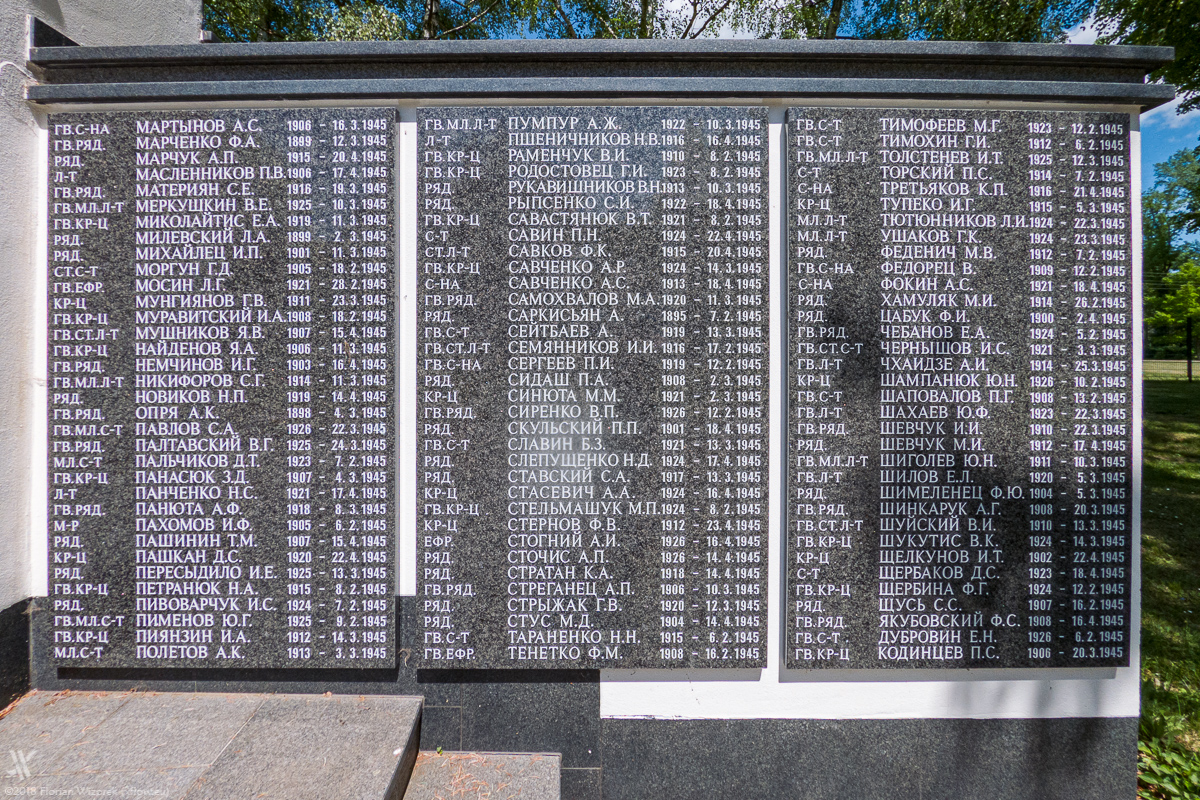 ГВ.С-НА МАРТЫНОВ А.С. 1906 - 16.3.1945
ГВ.РЯД. МАРЧЕНКО Ф.А. 1889 - 12.3.1945
РЯД. МАРЧУК А.П. 1915 - 20.4.1945
Л-Т МАСЛЕННИКОВ П.В. 1906 - 17.4.1945
ГВ.РЯД. МАТЕРИЯН С.Е. 1916 - 19.3.1945
ГВ.МЛ.Л-Т МЕРКУШКИН В.Е. 1925 - 10.3.1945
ГВ.КР-Ц МИКОЛАЙТИС Е.А. 1919 - 11.3.1945
РЯД. МИЛЕВСКИЙ Л.А. 1899 - 2.3.1945
РЯД. МИХАЙЛЕЦ И.П. 1901 - 11.3.1945
СТ.С-Т МОРГУН Г.Д. 1905 - 18.2.1945
ГВ.ЕФР. МОСИН Л.Г. 1921 - 28.2.1945
КР-Ц МУНГИЯНОВ Г.В. 1911 - 23.3.1945
ГВ.КР-Ц МУРАВИТСКИЙ И.А. 1908 - 18.2.1945
ГВ.СТ.Л-Т МУШНИКОВ Я.В. 1907 - 15.4.1945
ГВ.КР-Ц НАЙДЕНОВ Я.А. 1906 - 11.3.1945
ГВ.РЯД. НЕМЧИНОВ И.Г. 1903 - 16.4.1945
ГВ.МЛ.Л-Т НИКИФОРОВ С.Г. 1914 - 11.3.1945
РЯД. НОВИКОВ Н.П. 1919 - 14.4.1945
ГВ.РЯД. ОПРЯ А.К. 1898 - 4.3.1945
ГВ.МЛ.С-Т ПАВЛОВ С.А. 1926 - 22.3.1945
ГВ.РЯД. ПАЛТАВСКИЙ В.Г. 1925 - 24.3.1945
МЛ.С-Т ПАЛЬЧИКОВ Д.Т. 1923 - 7.2.1945
ГВ.КР-Ц ПАНАСЮК З.Д. 1907 - 4.3.1945
Л-Т ПАНЧЕНКО Н.С. 1921 - 17.4.1945
ГВ.РЯД. ПАНЮТА А.Ф. 1918 - 8.3.1945
М-Р ПАХОМОВ И.Ф. 1905 - 6.2.1945
РЯД. ПАШИНИН Т.М. 1907 - 15.4.1945
КР-Ц ПАШКАН Д.С. 1920 - 22.4.1945
РЯД. ПЕРЕСЫДИЛО И.Е. 1925 - 13.3.1945
ГВ.КР-Ц ПЕТРАНЮК Н.А. 1915 - 8.2.1945
РЯД. ПИВОВАРЧУК И.С. 1924 - 7.2.1945
ГВ.МЛ.С-Т ПИМЕНОВ Ю.Г. 1925 - 9.2.1945
ГВ.КР-Ц ПИЯНЗИН И.А. 1912 - 14.3.1945
МЛ.С-Т ПОЛЕТОВ А.К. 1913 - 3.3.1945
ГВ.МЛ.Л-Т ПУМПУР А.Ж. 1922 - 10.3.1945
Л-Т ПШЕНИЧНИКОВ Н.В. 1916 - 16.4.1945
ГВ.КР-Ц РАМЕНЧУК В.И. 1910 - 8.2.1945
ГВ.КР-Ц РОДОСТОВЕЦ Г.И. 1923 - 8.2.1945
РЯД. РУКАВИШНИКОВ В.Н. 1913 - 10.3.1945
РЯД. РЫПСЕНКО С.И. 1922 - 18.4.1945
ГВ.КР-Ц САВАСТЯНЮК В.Т. 1921 - 8.2.1945
С-Т САВИН П.Н. 1924 - 22.4.1945
СТ.Л-Т САВКОВ Ф.К. 1915 - 20.4.1945
ГВ.КР-Ц САВЧЕНКО А.Р. 1924 - 14.3.1945
С-НА САВЧЕНКО А.С. 1913 - 18.4.1945
ГВ.РЯД. САМОХВАЛОВ М.А. 1920 - 11.3.1945
РЯД. САРКИСЬЯН А. 1895 - 7.2.1945
ГВ.С-Т СЕЙТБАЕВ А. 1919 - 13.3.1945
ГВ.СТ.Л-Т СЕМЯННИКОВ И.И. 1916 - 17.2.1945
ГВ.С-НА СЕРГЕЕВ П.И. 1919 - 12.2.1945
РЯД. СИДАШ П.А. 1908 - 2.3.1945
КР-Ц СИНЮТА М.М. 1921 - 2.3.1945
ГВ.РЯД. СИРЕНКО В.П. 1926 - 12.2.1945
РЯД. СКУЛЬСКИЙ П.П. 1901 - 18.4.1945
ГВ.С-Т СЛАВИН Б.З. 1921 - 13.3.1945
РЯД. СЛЕПУЩЕНКО Н.Д. 1924 - 17.4.1945
РЯД. СТАВСКИЙ С.А. 1917 - 13.3.1945
КР-Ц СТАСЕВИЧ А.А. 1924 - 16.4.1945
ГВ.КР-Ц СТЕЛЬМАШУК М.П. 1924 - 8.2.1945
КР-Ц СТЕРНОВ Ф.В. 1912 - 23.4.1945
ЕФР. СТОГНИЙ А.И. 1926 - 16.4.1945
РЯД. СТОЧИС А.П. 1926 - 14.4.1945
РЯД. СТРАТАН К.А. 1918 - 14.4.1945
ГВ.РЯД. СТРЕГАНЕЦ А.П. 1906 - 10.3.1945
РЯД. СТРЫЖАК Г.В. 1920 - 12.3.1945
РЯД. СТУС М.Д. 1904 - 14.4.1945
ГВ.С-Т ТАРАНЕНКО Н.Н. 1915 - 6.2.1945
ГВ.ЕФР. ТЕНЕТКО Ф.М. 1908 - 16.2.1945
ГВ.С-Т ТИМОФЕЕВ М.Г. 1923 - 12.2.1945
ГВ.С-Т ТИМОХИН Г.И. 1912 - 6.2.1945
ГВ.МЛ.Л-Т ТОЛСТЕНЕВ И.Т. 1925 - 12.3.1945
С-Т ТОРСКИЙ П.С. 1914 - 7.2.1945
С-НА ТРЕТЬЯКОВ К.П. 1916 - 21.4.1945
КР-Ц ТУПЕКО И.Г. 1915 - 5.3.1945
МЛ.Л-Т ТЮТЮННИКОВ Л.И. 1924 - 22.3.1945
МЛ.Л-Т УШАКОВ Г.К. 1924 - 23.3.1945
РЯД. ФЕДЕНИЧ М.В. 1912 - 7.2.1945
ГВ.С-НА ФЕДОРЕЦ В. 1909 - 12.2.1945
С-НА ФОКИН А.С. 1921 - 18.4.1945
РЯД. ХАМУЛЯК М.И. 1914 - 26.2.1945
РЯД. ЦАБУК Ф.И. 1900 - 2.4.1945
ГВ.РЯД. ЧЕБАНОВ Е.А. 1924 - 5.2.1945
ГВ.СТ.С-Т ЧЕРНЫШОВ И.С. 1921 - 3.3.1945
ГВ.Л-Т ЧХАИДЗЕ А.И. 1914 - 25.3.1945
КР-Ц ШАМПАНЮК Ю.Н. 1926 - 10.2.1945
ГВ.С-Т ШАПОВАЛОВ П.Г. 1908 - 13.2.1945
ГВ.Л-Т ШАХАЕВ Ю.Ф. 1923 - 22.3.1945
ГВ.РЯД. ШЕВЧУК И.И. 1910 - 22.3.1945
РЯД. ШЕВЧУК М.И. 1912 - 17.4.1945
ГВ.МЛ.Л-Т ШИГОЛЕВ Ю.Н. 1911 - 10.3.1945
ГВ.Л-Т ШИЛОВ Е.Л. 1920 - 5.3.1945
РЯД. ШИМЕЛЕНЕЦ Ф.Ю. 1904 - 5.3.1945
РЯД. ШИНКАРУК А.Г. 1908 - 20.3.1945
ГВ.СТ.Л-Т ШУЙСКИЙ В.И. 1910 - 13.3.1945
ГВ.КР-Ц ШУКУТИС В.К. 1924 - 14.3.1945
КР-Ц ЩЕЛКУНОВ И.Т. 1902 - 22.4.1945
С-Т ЩЕРБАКОВ Д.С. 1923 - 18.4.1945
ГВ.КР-Ц ЩЕРБИНА Ф.Г. 1924 - 12.2.1945
РЯД. ЩУСЬ С.С. 1907 - 16.2.1945
ГВ.РЯД. ЯКУБОВСКИЙ Ф.С. 1908 - 16.4.1945
ГВ.С-Т. ДУБРОВИН Е.Н. 1926 - 6.2.1945
ГВ.КР-Ц КОДИНЦЕВ П.С. 1906 - 20.3.1945
©2018 Florian Wizorek